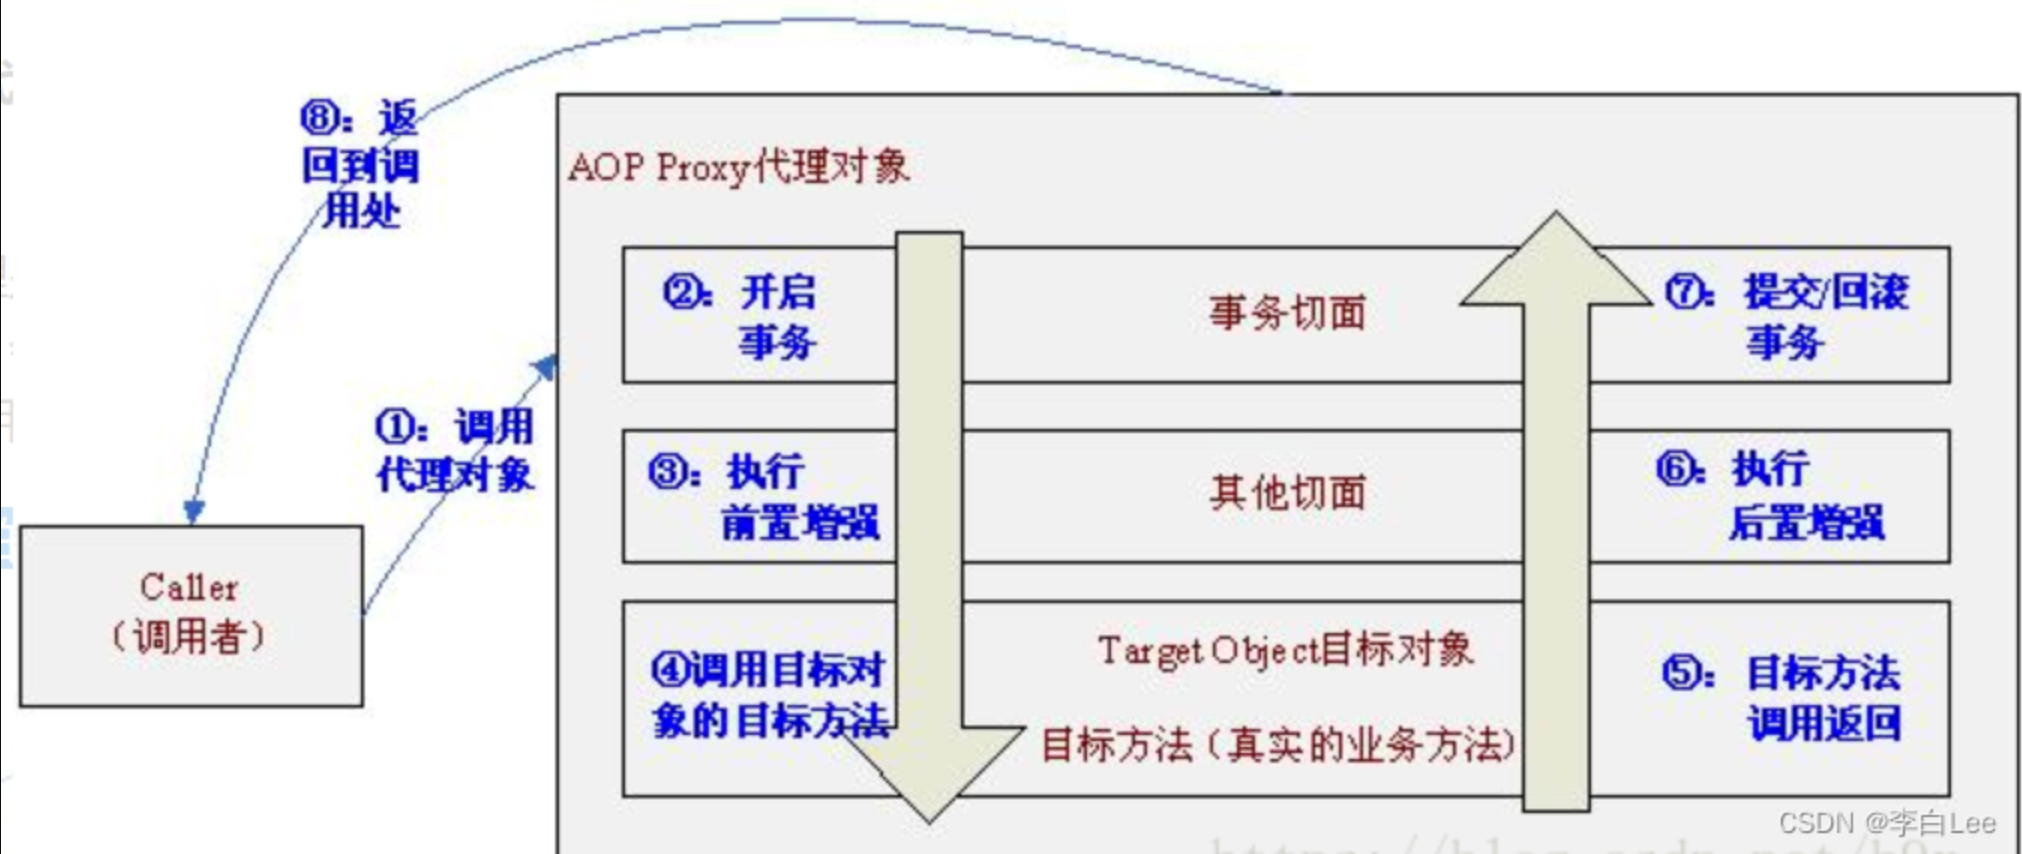 ⑧：返
回到调
用处
AOP Proxy代理对象
②：开启
事务
事务切面
⑦：提交/回滚
事务
①：调用
代理对象
③：执行
前置增强
其他切面
⑥：执行
后置增强
Caller
（调用者）
④调用目标对
象的目标方法
Target Object目标对象
目标方法（真实的业务方法）
⑤：目标方法
调用返回
CSDN @李白Lee